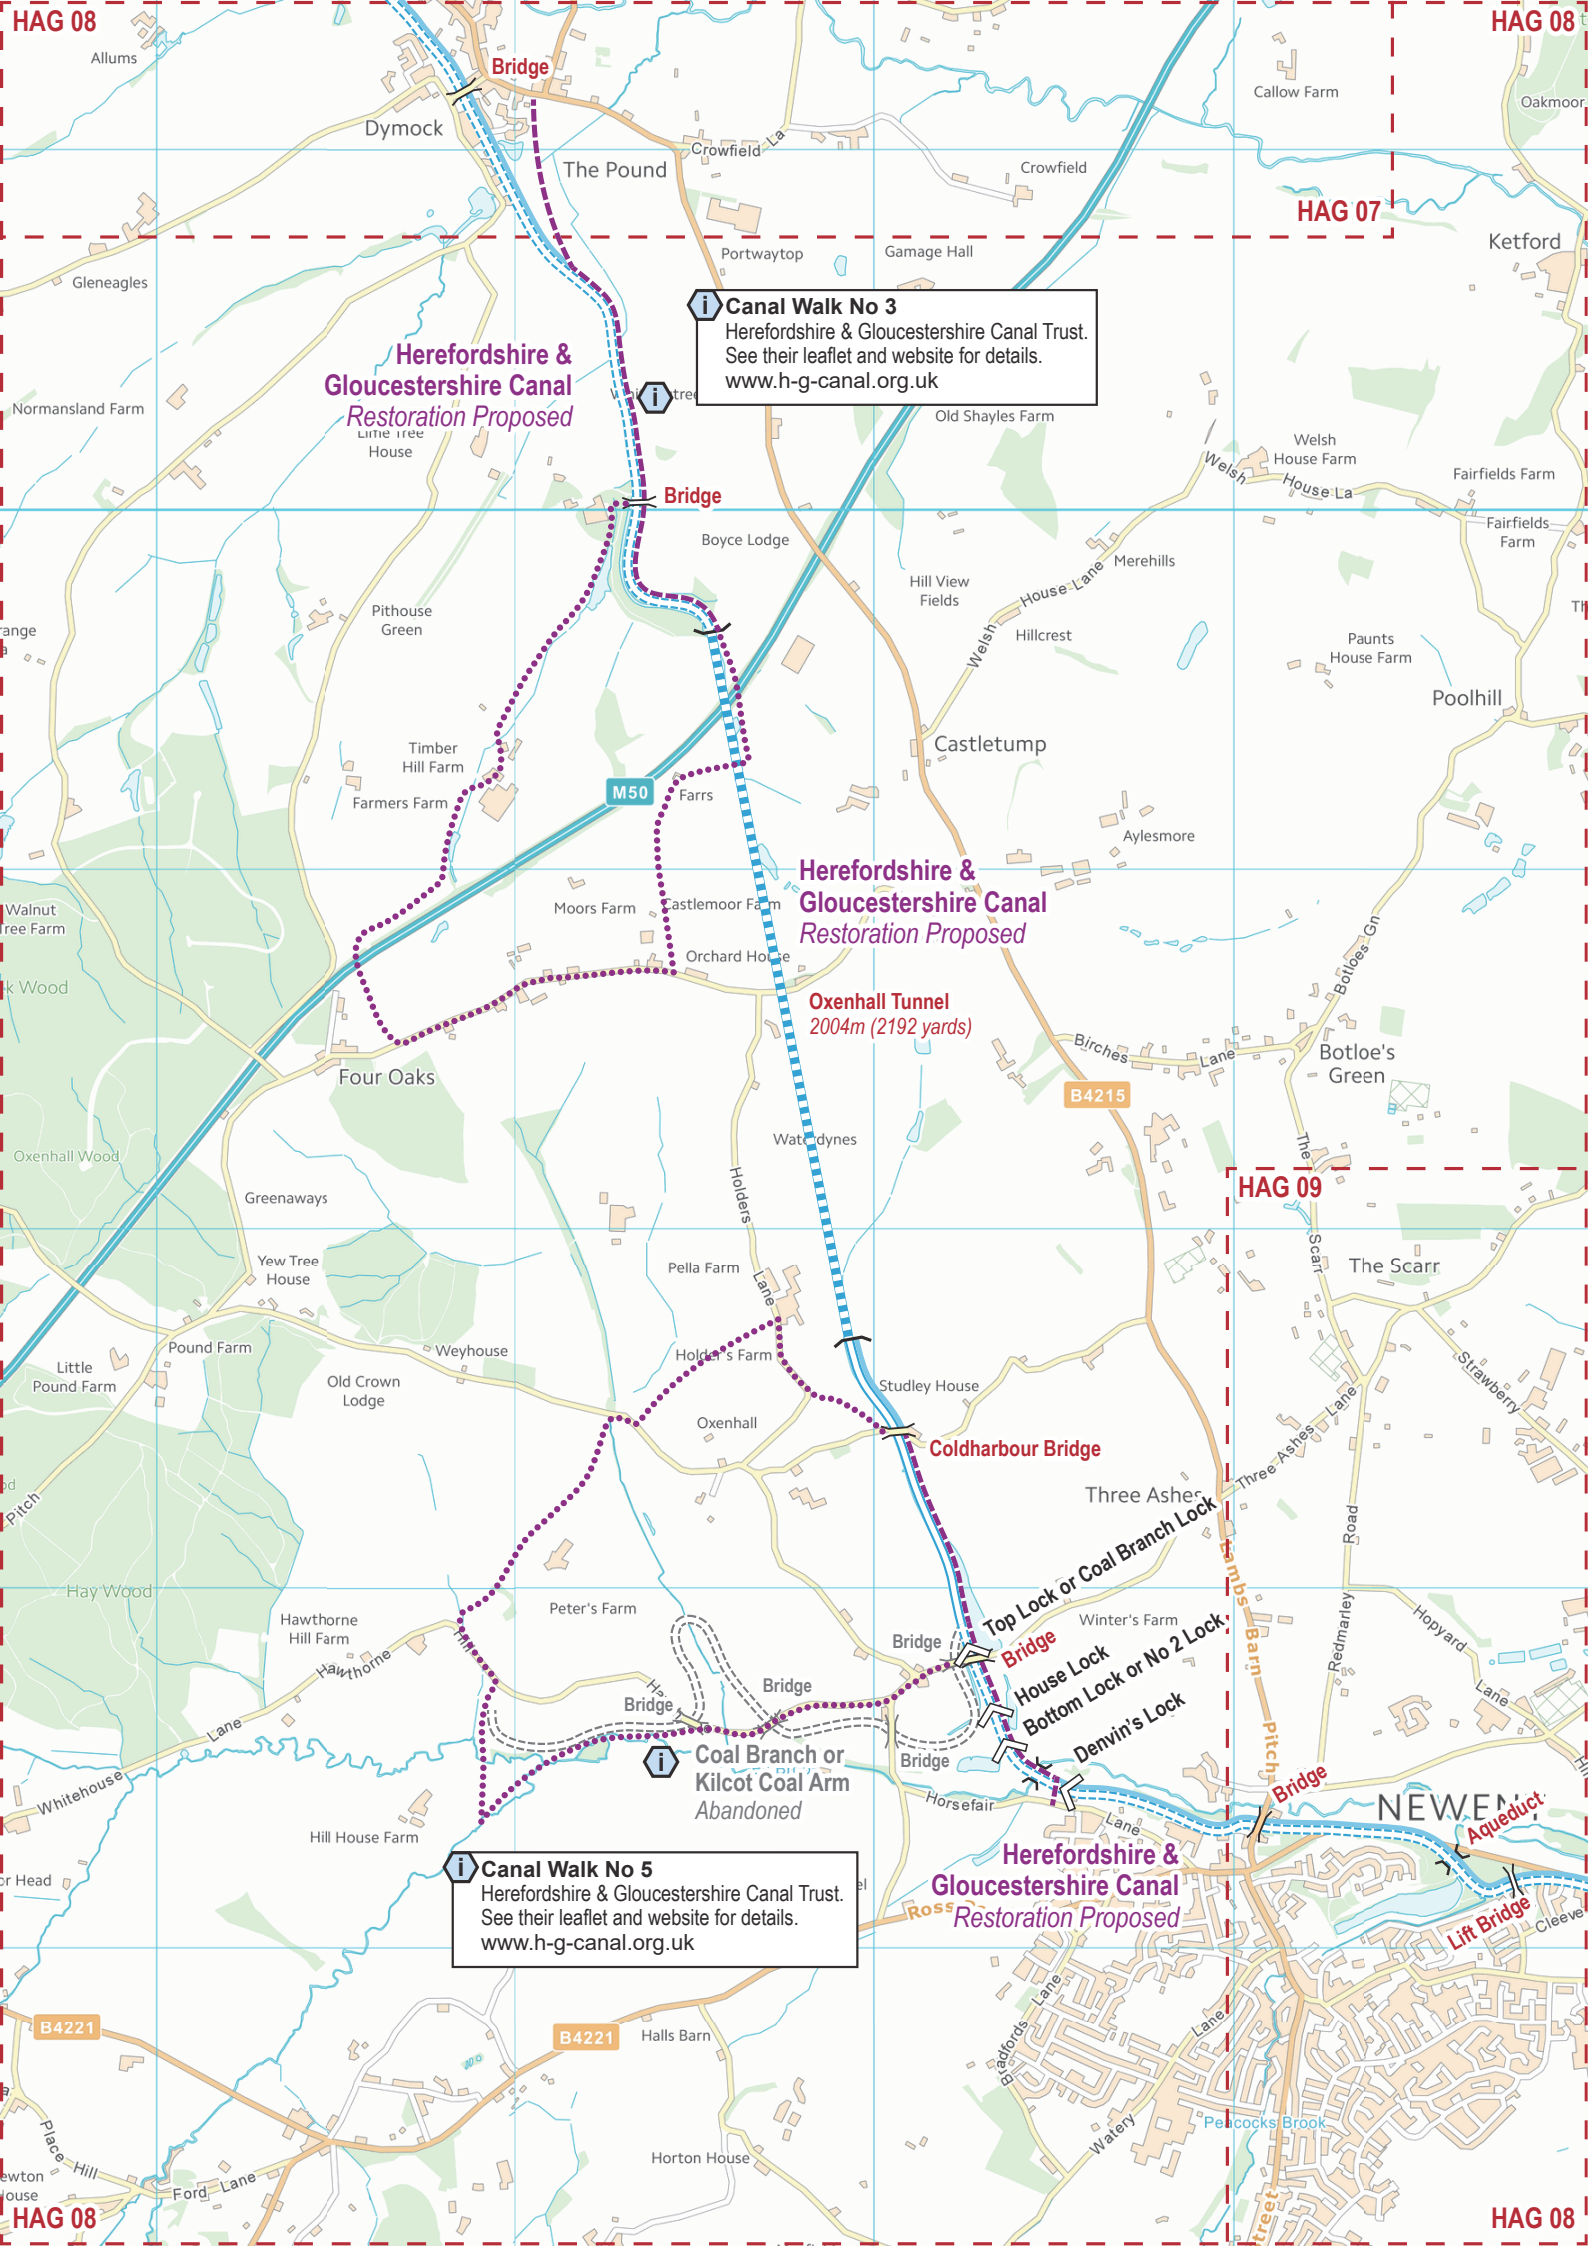 HAG 08
HAG 08
Allums
Bridge
Callow Farm
Oakmoor
Dymock
The Pound
Crowfield La
Crowfield
HAG 07
Ketford
Portwaytop
Gamage Hall
Gleneagles
Canal Walk No 3
Herefordshire & Gloucestershire Canal Trust.
See their leaflet and website for details.
www.h-g-canal.org.uk
Herefordshire &
Gloucestershire Canal
Restoration Proposed
Normansland Farm
Lime Tree
House
Old Shayles Farm
Welsh
House Farm
Welsh House La
Fairfields Farm
Bridge
Fairfields
Farm
Boyce Lodge
Merehills
Hill View
Fields
Welsh House Lane
Pithouse
Green
Hillcrest
Paunts
House Farm
Poolhill
Timber
Hill Farm
Castletump
M50
Farrs
Farmers Farm
Aylesmore
Herefordshire &
Gloucestershire Canal
Restoration Proposed
Walnut
Tree Farm
Moors Farm
Castlemoor Farm
Botloes Gn
Orchard House
k Wood
Oxenhall Tunnel
2004m (2192 yards)
Birches Lane
Botloe's
Green
Four Oaks
B4215
Waterdynes
The Scarr
Oxenhall Wood
HAG 09
Greenaways
Holders Lane
Yew Tree
House
Pella Farm
The Scarr
Pound Farm
Weyhouse
Holder's Farm
Little
Pound Farm
Old Crown
Lodge
Studley House
Strawberry
Oxenhall
Coldharbour Bridge
Three Ashes Lane
Pitch
Three Ashes
Top Lock or Coal Branch Lock
Road
Lambs Barn Pitch
Hay Wood
Peter's Farm
Hawthorne
Hill Farm
Winter's Farm
Redmarley
Hopyard
Lane
Bridge
Bridge
Hawthorne
Lane
House Lock
Bottom Lock or No 2 Lock
Bridge
Bridge
Denvin's Lock
Bridge
Coal Branch or
Kilcot Coal Arm
Abandoned
Whitehouse
Horsefair
Lane
Bridge
NEWENT
Aqueduct
Hill House Farm
Herefordshire &
Gloucestershire Canal
Restoration Proposed
Canal Walk No 5
Herefordshire & Gloucestershire Canal Trust.
See their leaflet and website for details.
www.h-g-canal.org.uk
or Head
Ross
Lift Bridge
Cleeve
B4221
B4221
Halls Barn
Bradfords Lane
Lane
Watery
Peacocks Brook
Place Hill
Horton House
Ford Lane
HAG 08
HAG 08